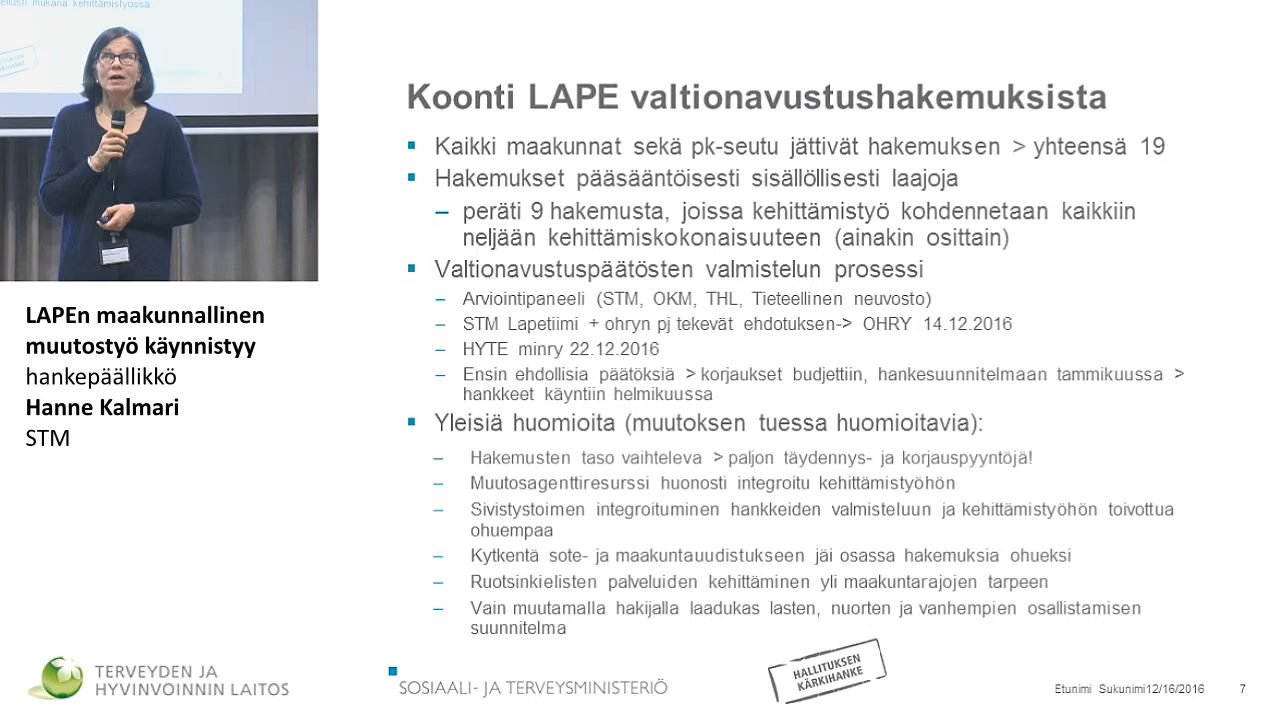 mukana kehittämistyössä
LAPEn maakunnallinen
muutostyö käynnistyy
hankepäällikkö
Hanne Kalmari
STM
Koonti LAPE valtionavustushakemuksista
▪ Kaikki maakunnat sekä pk-seutu jättivät hakemuksen > yhteensä 19
▪ Hakemukset pääsääntöisesti sisällöllisesti laajoja
– peräti 9 hakemusta, joissa kehittämistyö kohdennetaan kaikkiin
neljään kehittämiskokonaisuuteen (ainakin osittain)
▪ Valtionavustuspäätösten valmistelun prosessi
– Arviointipaneeli (STM, OKM, THL, Tieteellinen neuvosto)
– STM Lapetiimi + ohryn pj tekevät ehdotuksen-> OHRY 14.12.2016
– HYTE minry 22.12.2016
– Ensin ehdollisia päätöksiä > korjaukset budjettiin, hankesuunnitelmaan tammikuussa >
hankkeet käyntiin helmikuussa
▪ Yleisiä huomioita (muutoksen tuessa huomioitavia):
– Hakemusten taso vaihteleva > paljon täydennys- ja korjauspyyntöjä!
– Muutosagenttiresurssi huonosti integroitu kehittämistyöhön
– Sivistystoimen integroituminen hankkeiden valmisteluun ja kehittämistyöhön toivottua
ohuempaa
– Kytkentä sote- ja maakuntauudistukseen jäi osassa hakemuksia ohueksi
– Ruotsinkielisten palveluiden kehittäminen yli maakuntarajojen tarpeen
– Vain muutamalla hakijalla laadukas lasten, nuorten ja vanhempien osallistamisen
suunnitelma
TERVEYDEN JA
HYVINVOINNIN LAITOS
SOSIAALI- JA TERVEYSMINISTERIÖ
HALLITUKSEN
KÄRKIHANKE
Etunimi Sukunimi12/16/2016 7